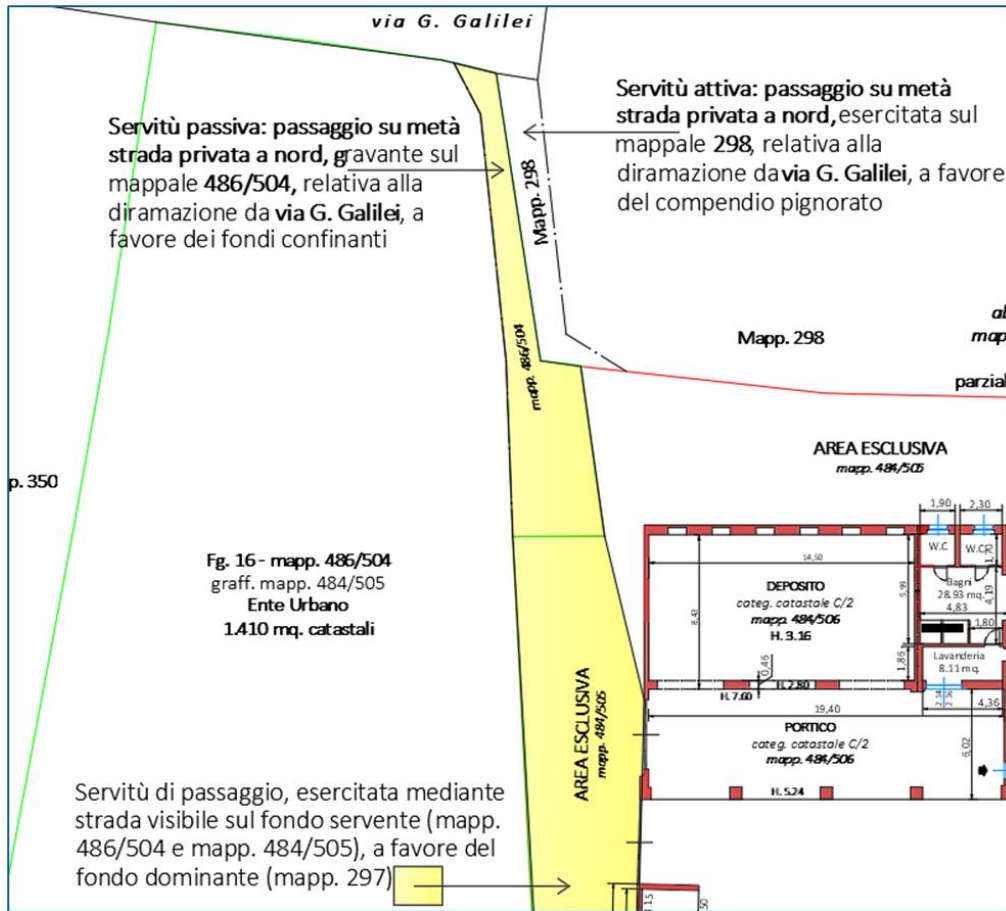 via G. Galilei
Servitù passiva: passaggio su metà
strada privata a nord, gravante sul
mappale 486/504, relativa alla
diramazione da via G. Galilei, a
favore dei fondi confinanti
Servitù attiva: passaggio su metà
strada privata a nord, esercitata sul
mappale 298, relativa alla
diramazione da via G. Galilei, a favore
del compendio pignorato
Mapp. 298
mapp. 486/504
Mapp. 298
al
mapp
parzial
AREA ESCLUSIVA
mapp. 484/505
p. 350
Fg. 16 - mapp. 486/504
graff. mapp. 484/505
Ente Urbano
1.410 mq. catastali
1,90
2,30
W.C
W.C
1,70
14,50
5,99
8,43
DEPOSITO
categ. catastale C/2
mapp. 484/506
H. 3.16
Bagni
28.93 mq.
4,83
4,19
1,80
1,86
Lavanderia
8.11 mq.
0,46
H. 2.80
H. 7.60
19,40
4,36
PORTICO
categ. catastale C/2
mapp. 484/506
6,02
H. 5.24
AREA ESCLUSIVA
mapp. 484/505
Servitù di passaggio, esercitata mediante
strada visibile sul fondo servente (mapp.
486/504 e mapp. 484/505), a favore del
fondo dominante (mapp. 297)